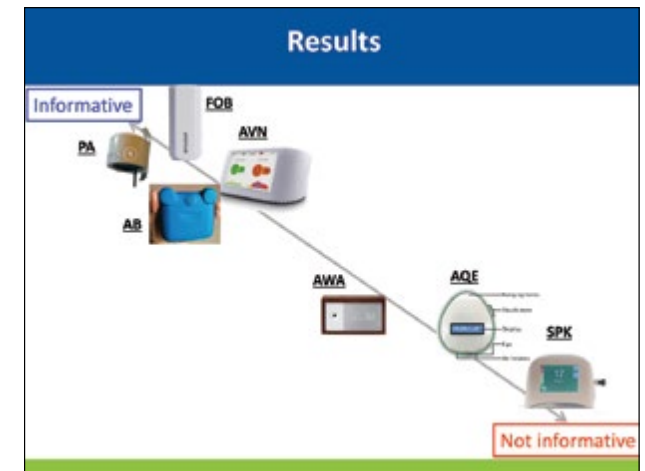 Results
Informative
FOB
PA
AVN
AB
AWA
AQE
SPK
Not informative